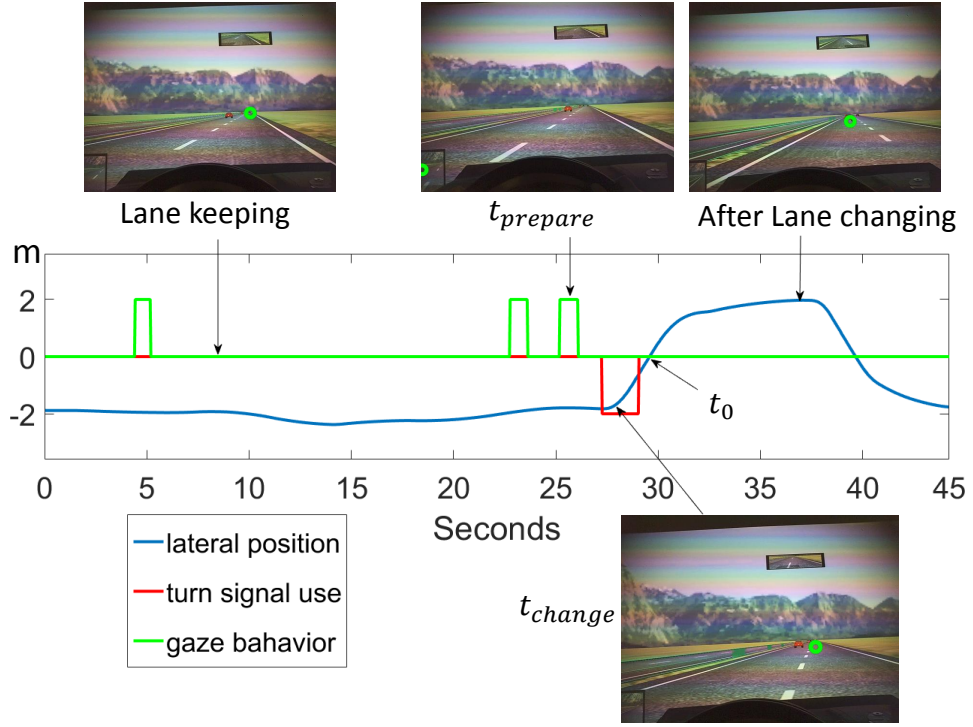 Lane keeping
t_prepare
After Lane changing
m
2
0
-2
t_0
0 5 10 15 20 25 30 35 40 45
Seconds
lateral position
turn signal use
gaze bahavior
t_change